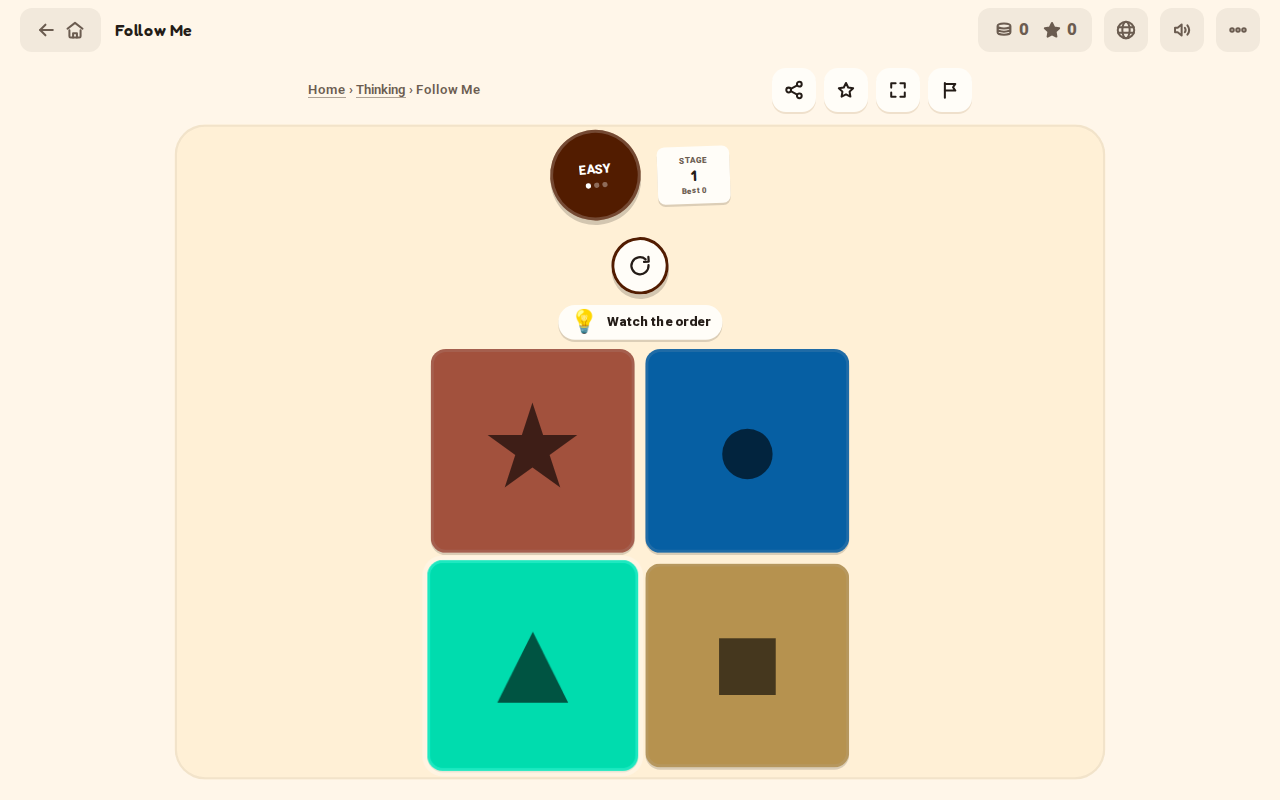 Follow Me
0 0
Home › Thinking › Follow Me
EASY
STAGE
1
Best 0
Watch the order